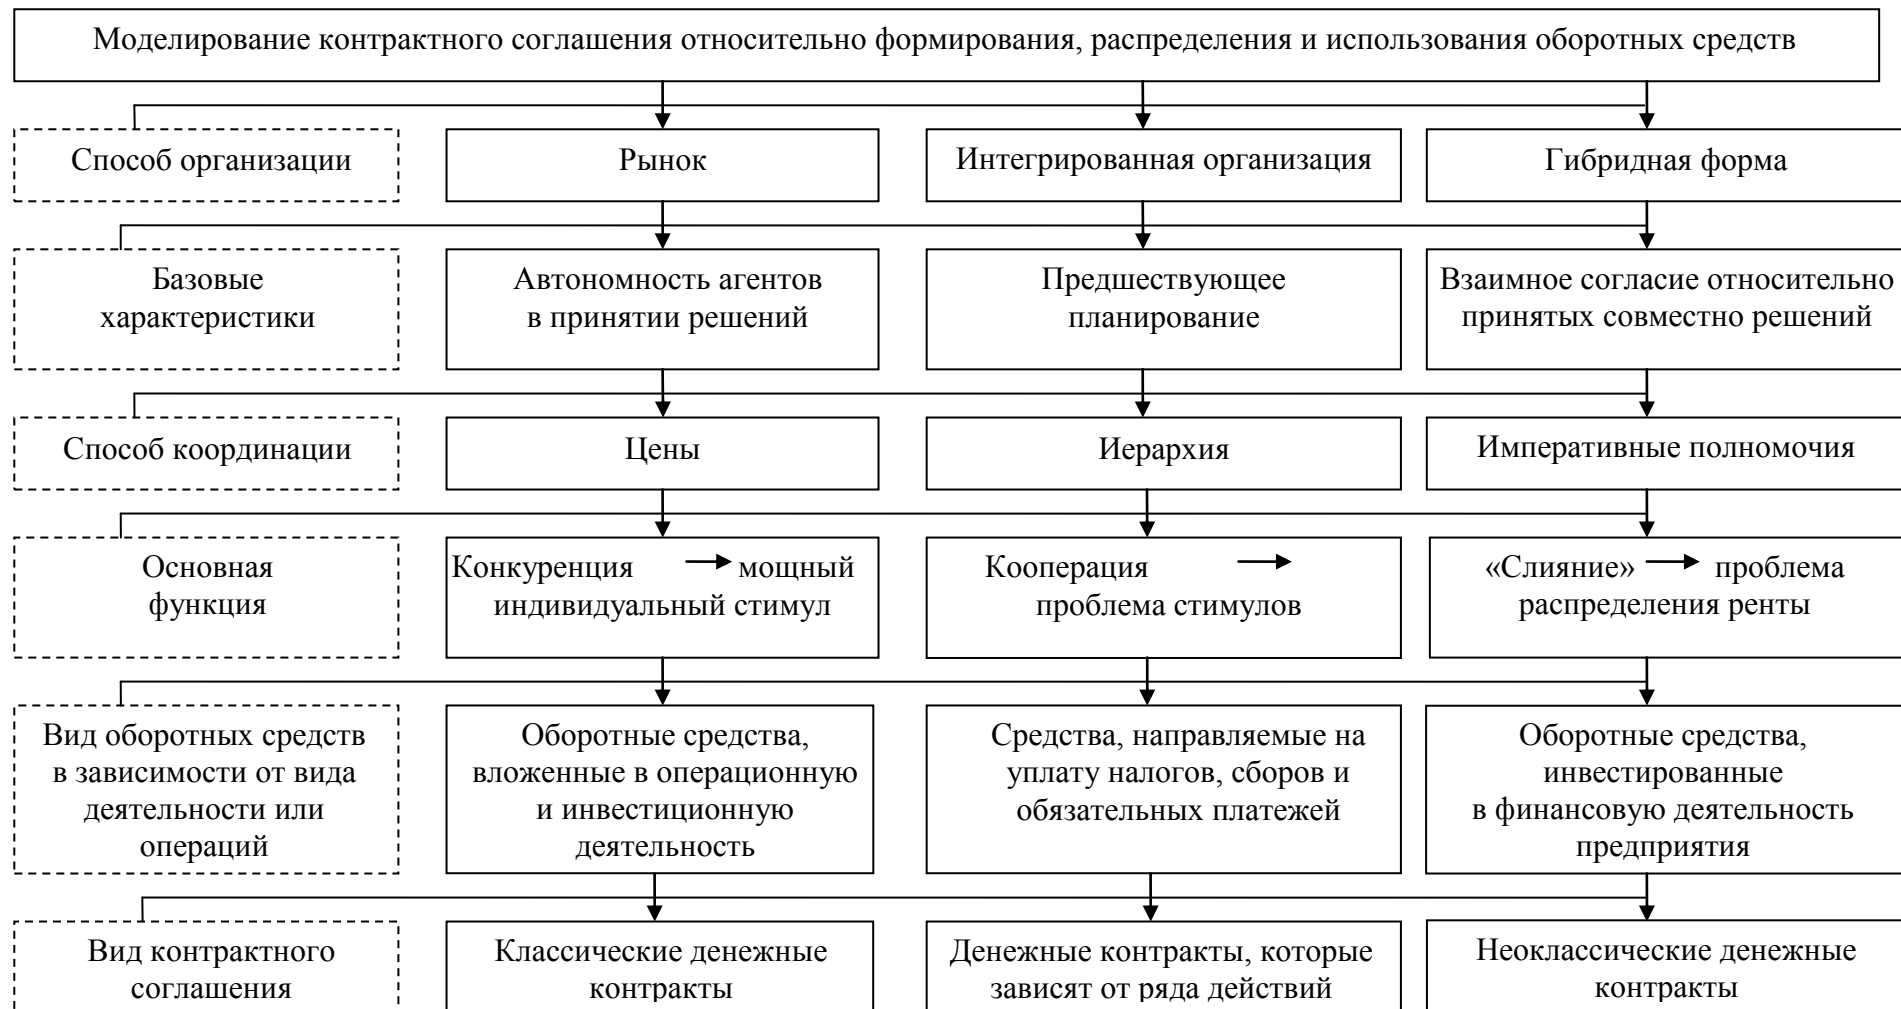 Моделирование контрактного соглашения относительно формирования, распределения и использования оборотных средств
Способ организации
Рынок
Интегрированная организация
Гибридная форма
Базовые
характеристики
Автономность агентов
в принятии решений
Предшествующее
планирование
Взаимное согласие относительно
принятых совместно решений
Способ координации
Цены
Иерархия
Императивные полномочия
Основная
функция
Конкуренция → мощный
индивидуальный стимул
Кооперация →
проблема стимулов
«Слияние» → проблема
распределения ренты
Вид оборотных средств
в зависимости от вида
деятельности или
операций
Оборотные средства,
вложенные в операционную
и инвестиционную
деятельность
Средства, направляемые на
уплату налогов, сборов и
обязательных платежей
Оборотные средства,
инвестированные
в финансовую деятельность
предприятия
Вид контрактного
соглашения
Классические денежные
контракты
Денежные контракты, которые
зависят от ряда действий
Неоклассические денежные
контракты